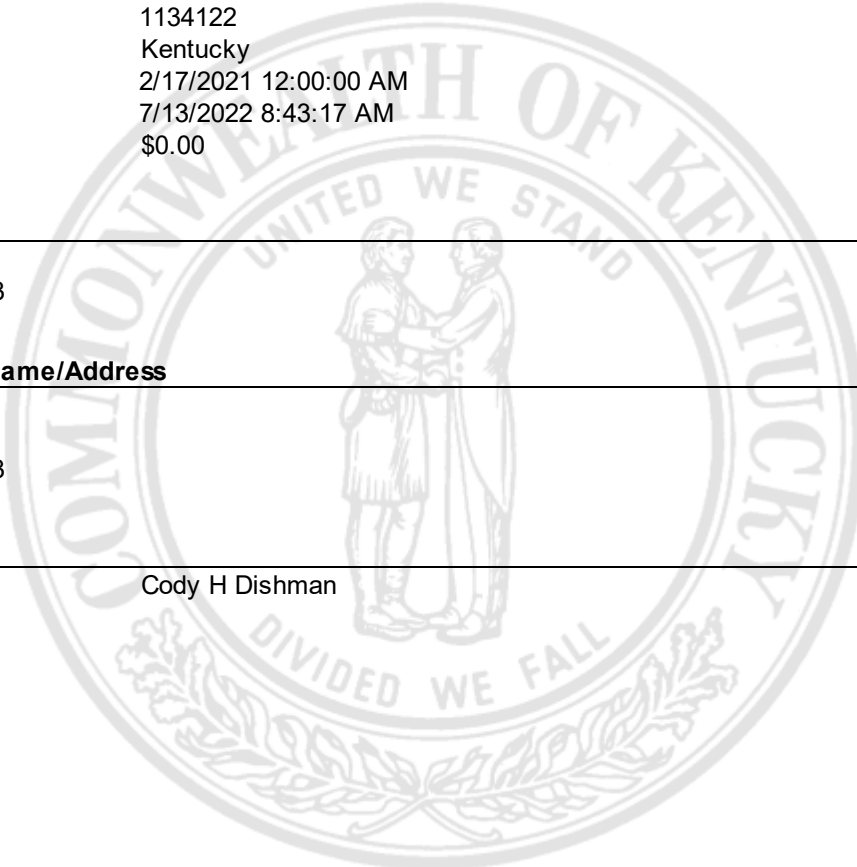 1134122
Kentucky
2/17/2021 12:00:00 AM
7/13/2022 8:43:17 AM
$0.00
COMMONWEALTH OF KENTUCKY
UNITED WE STAND
3
ame/Address
3
Cody H Dishman
DIVIDED WE FALL